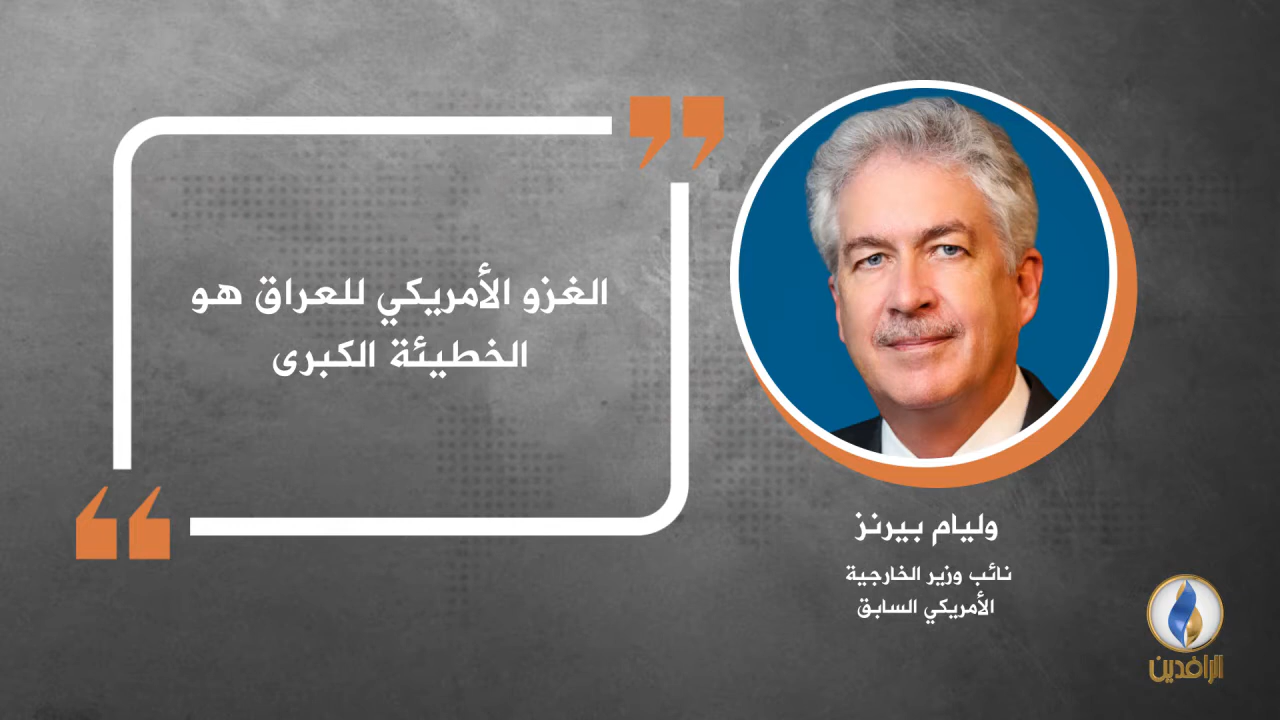 الغزو الأمريكي للعراق هو
الخطيئة الكبرى
وليام بيرنز
نائب وزير الخارجية
الأمريكي السابق
الرافدين